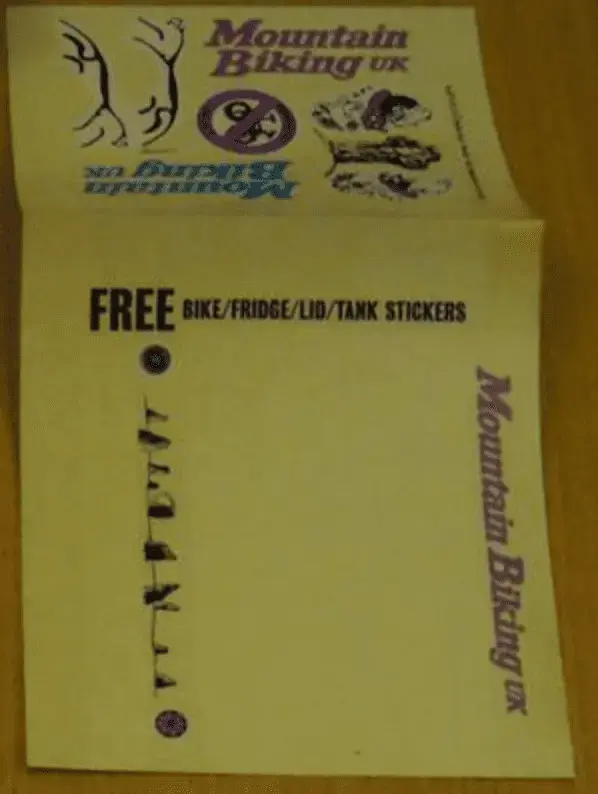 Mountain
Biking UK
Mountain
Biking UK
FREE BIKE/FRIDGE/LID/TANK STICKERS
Mountain Biking UK